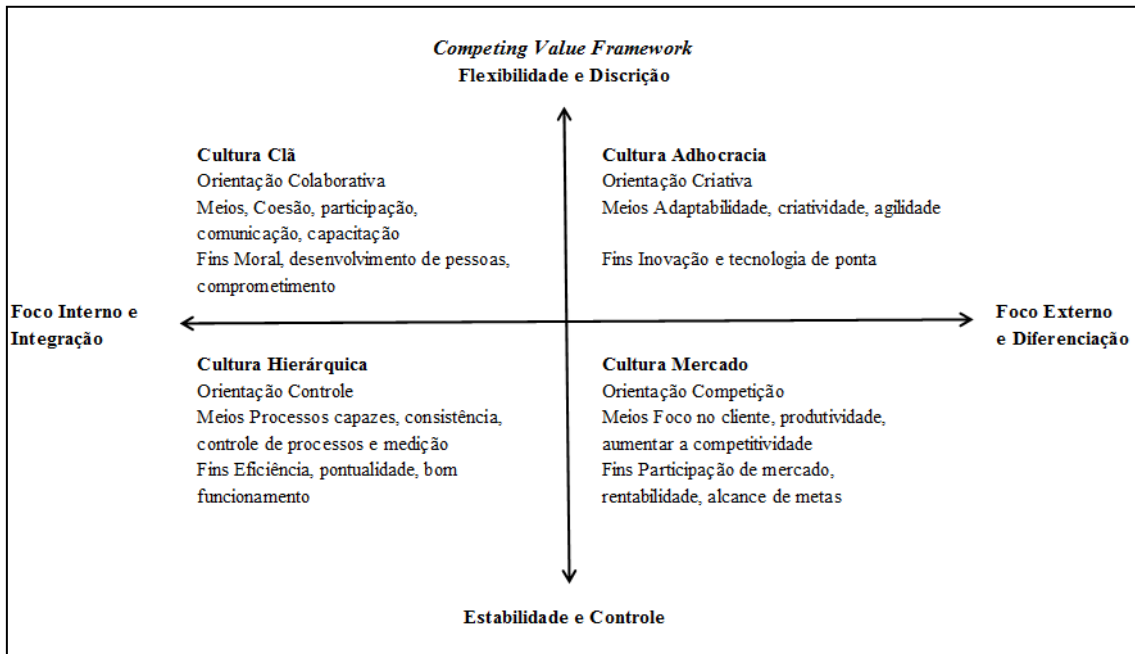 Competing Value Framework
Flexibilidade e Discrição
Cultura Clã
Orientação Colaborativa
Meios, Coesão, participação,
comunicação, capacitação
Fins Moral, desenvolvimento de pessoas,
comprometimento
Cultura Adhocracia
Orientação Criativa
Meios Adaptabilidade, criatividade, agilidade
Fins Inovação e tecnologia de ponta
Foco Interno e
Integração
Foco Externo
e Diferenciação
Cultura Hierárquica
Orientação Controle
Meios Processos capazes, consistência,
controle de processos e medição
Fins Eficiência, pontualidade, bom
funcionamento
Cultura Mercado
Orientação Competição
Meios Foco no cliente, produtividade,
aumentar a competitividade
Fins Participação de mercado,
rentabilidade, alcance de metas
Estabilidade e Controle